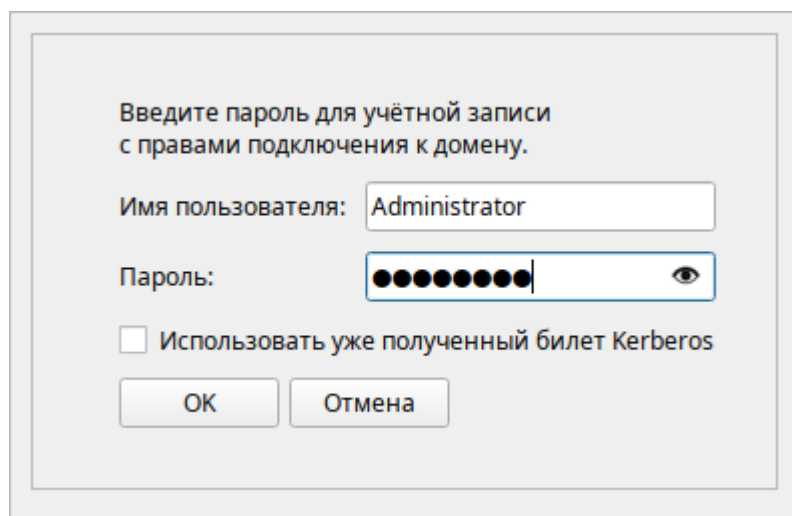 Введите пароль для учётной записи
с правами подключения к домену.
Имя пользователя: Administrator
Пароль: ●●●●●●●●
Использовать уже полученный билет Kerberos
OK Отмена